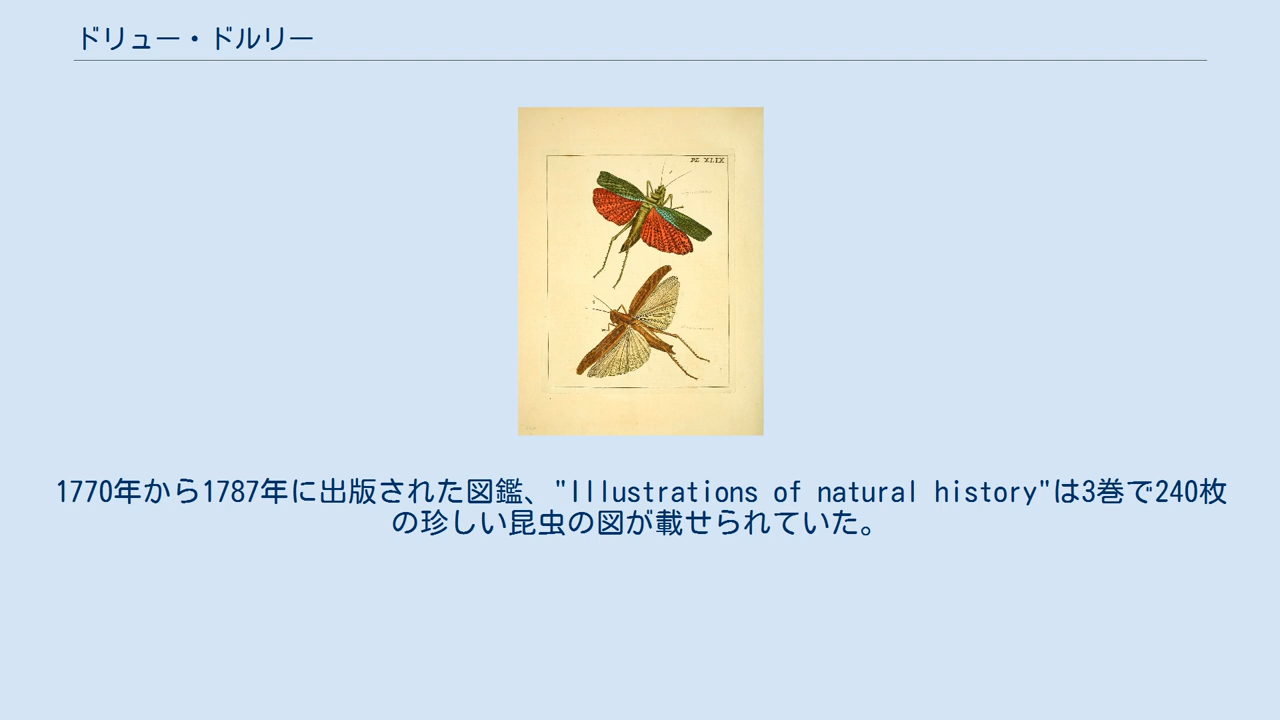 ドリュー・ドルリー
PL. XLIX
1770年から1787年に出版された図鑑、"Illustrations of natural history"は3巻で240枚
の珍しい昆虫の図が載せられていた。